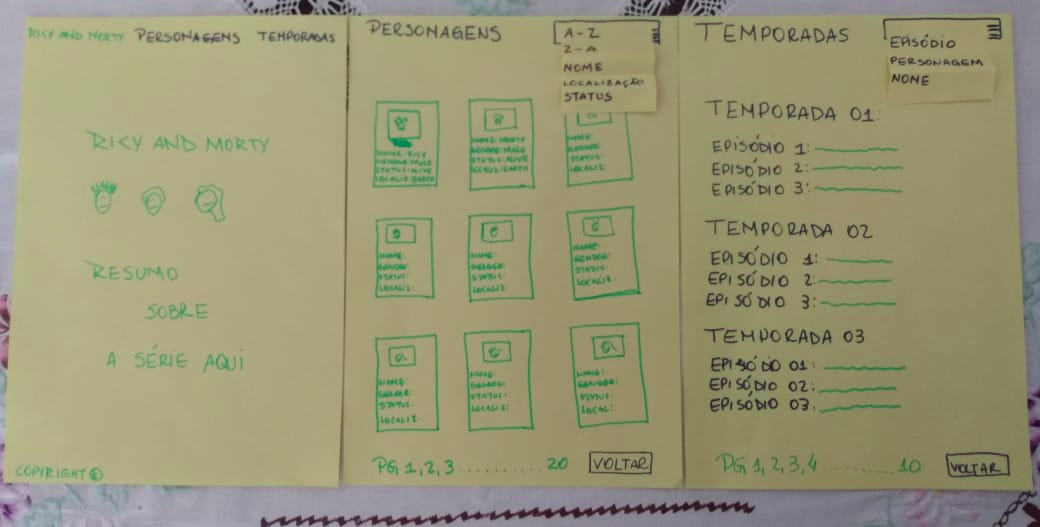 RICY AND MORTY PERSONAGENS TEMPORADAS
RICY AND MORTY
RESUMO
SOBRE
A SÉRIE AQUI
COPYRIGHT ©
PERSONAGENS
A - Z
Z - A
NOME
LOCALIZAÇÃO
STATUS
NAME: RICY
GENDER: MALE
STATUS: ALIVE
LOCALIZ: EARTH
NAME: MORTY
GENDER: MALE
STATUS: ALIVE
LOCALIZ: EARTH
NAME:
GENDER
STATUS:
LOCALIZ:
NAME:
GENDER:
STATUS:
LOCALIZ:
NAME:
GENDER:
STATUS:
LOCALIZ:
NAME:
GENDER:
STATUS:
LOCALIZ:
NAME:
GENDER
STATUS:
LOCALIZ:
NAME:
GENDER:
STATUS:
LOCALIZ:
NAME:
GENDER:
STATUS:
LOCAL:
PG 1, 2, 3 .......... 20 VOLTAR
TEMPORADAS
EPISÓDIO
PERSONAGEM
NOME
TEMPORADA 01:
EPISÓDIO 1:
EPISÓDIO 2:
EPISÓDIO 3:
TEMPORADA 02
EPISÓDIO 1:
EPISÓDIO 2:
EPISÓDIO 3:
TEMPORADA 03
EPISÓDIO 01:
EPISÓDIO 02:
EPISÓDIO 03:
PG 1, 2, 3, 4 .......... 10 VOLTAR